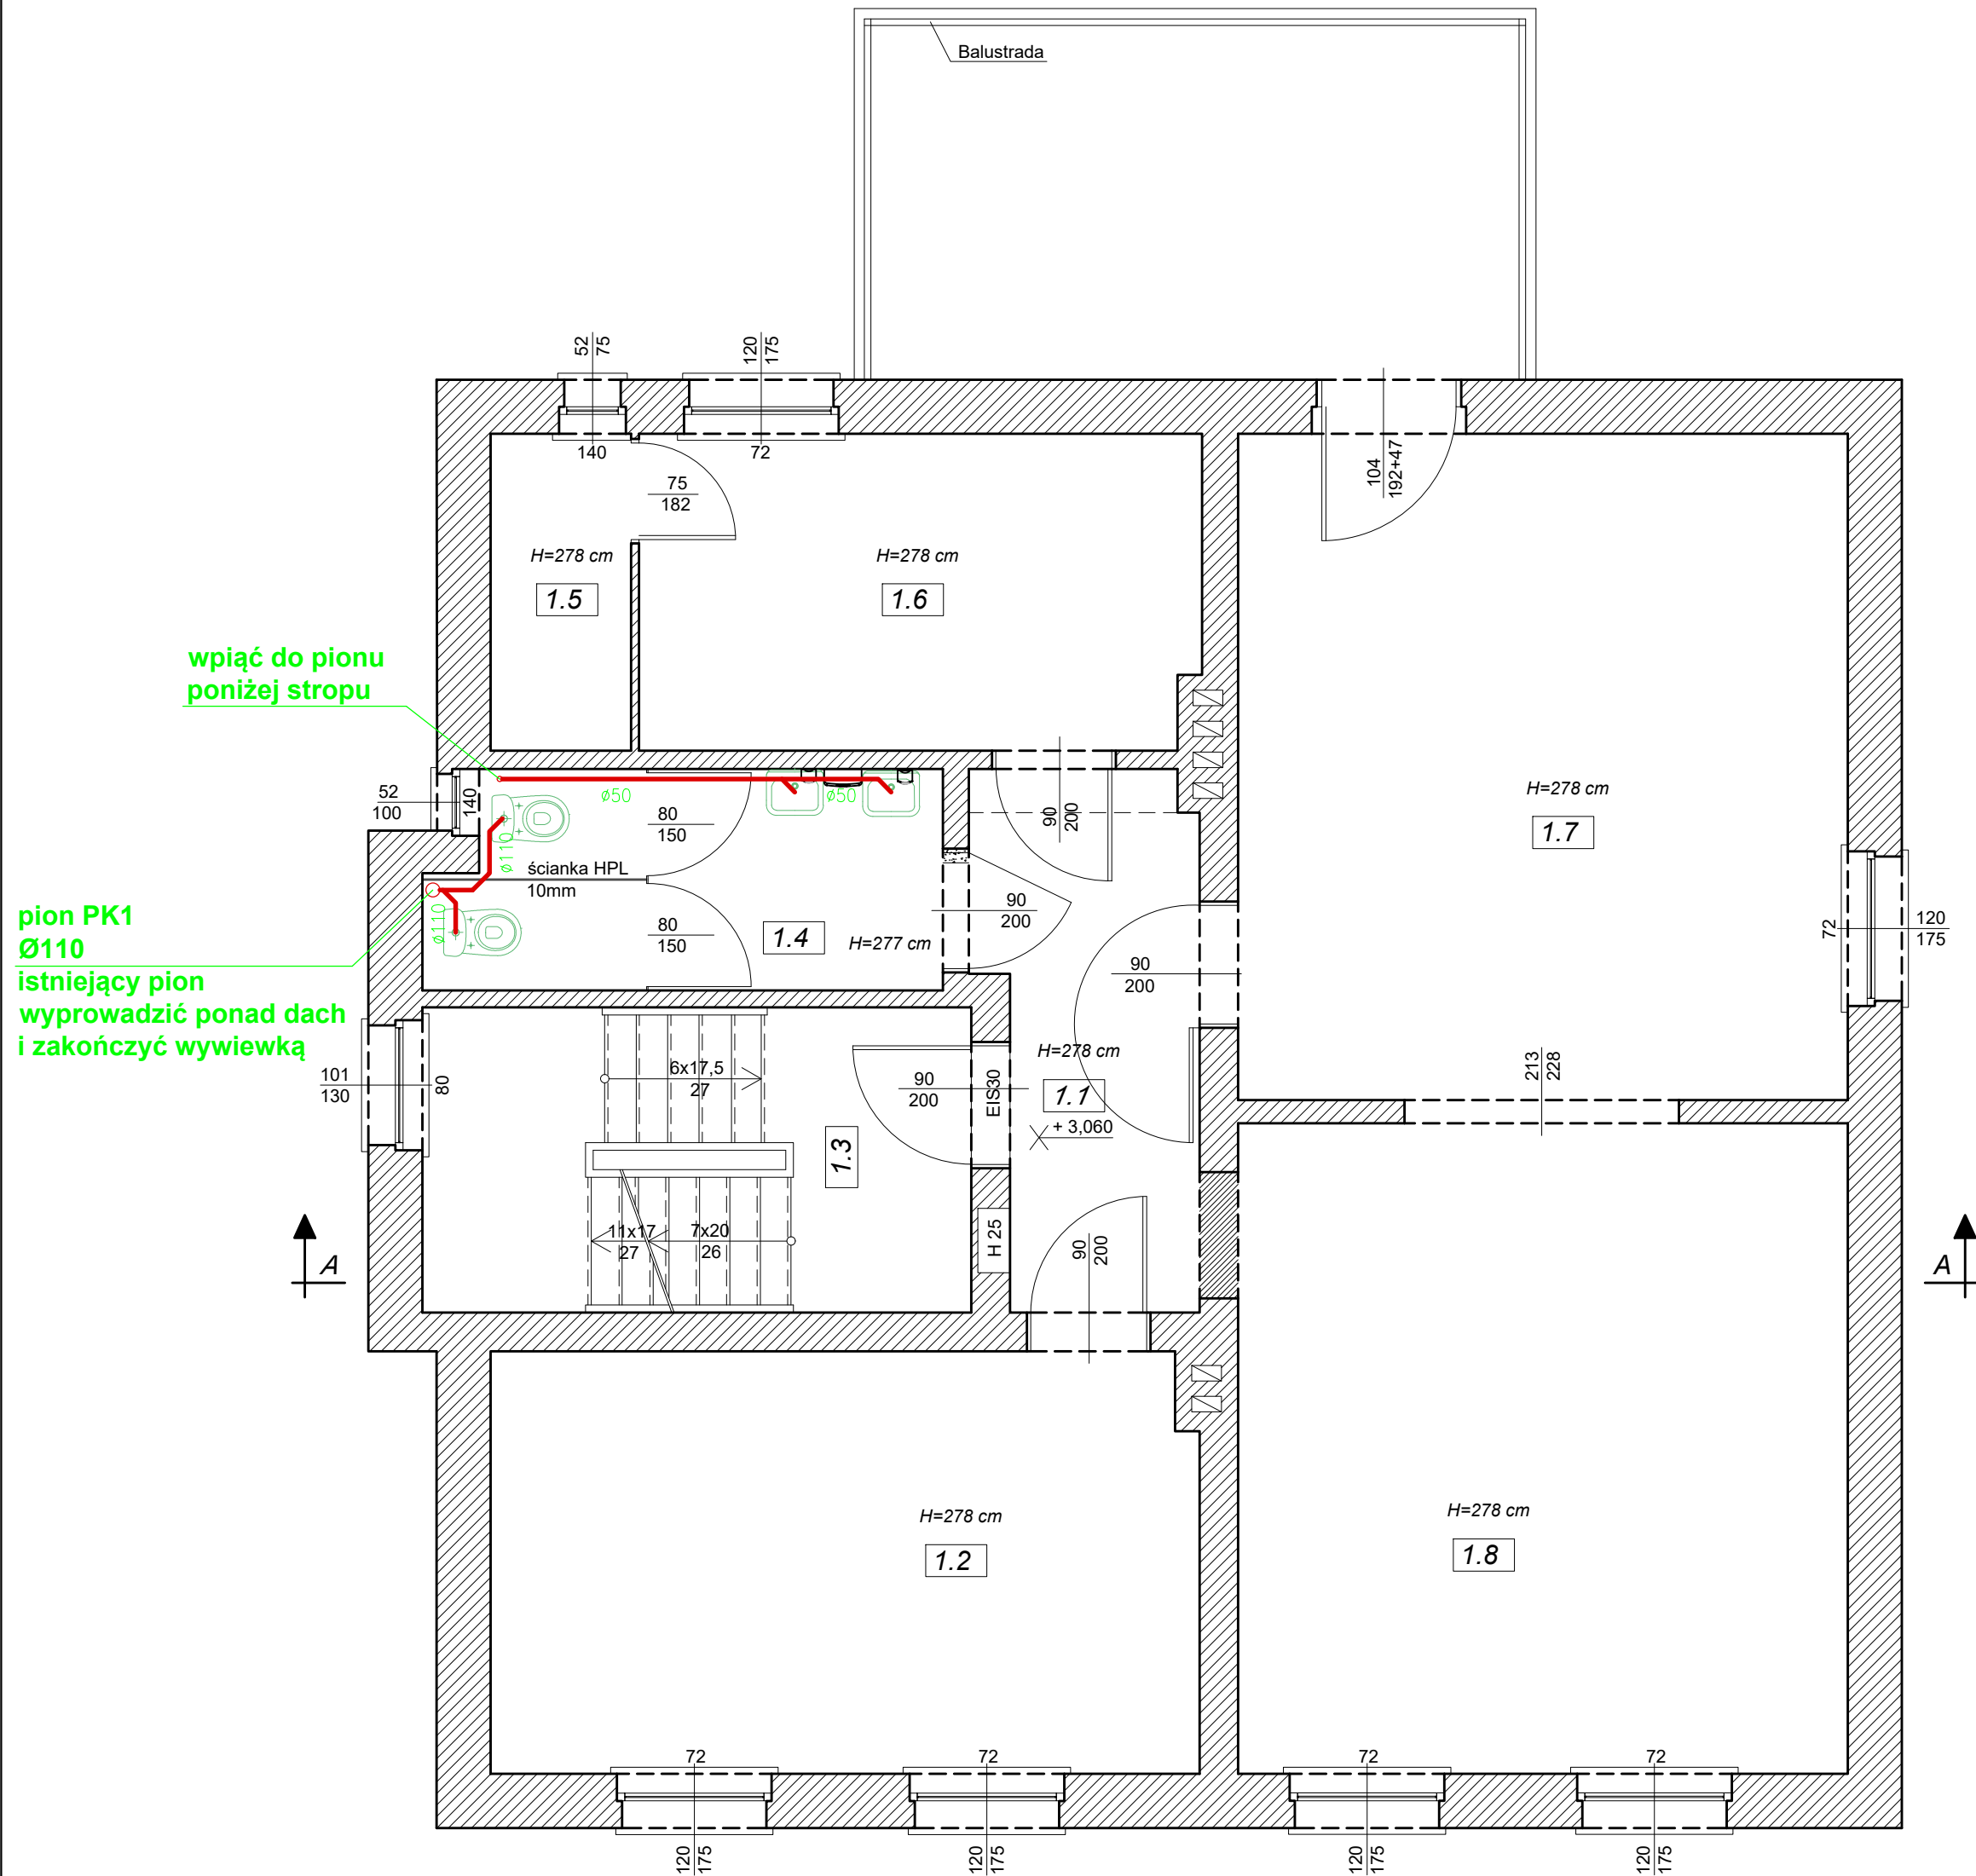 Balustrada
52
75
120
175
140
72
104
192+47
75
182
H=278 cm
1.5
H=278 cm
1.6
wpiąć do pionu
poniżej stropu
H=278 cm
1.7
52
100
140
ø50
ø50
80
150
90
200
ø110
ścianka HPL
10mm
90
200
pion PK1
Ø110
istniejący pion
wyprowadzić ponad dach
i zakończyć wywiewką
ø110
80
150
1.4
H=277 cm
72
120
175
90
200
101
130
80
6x17,5
27
90
200
EIS30
H=278 cm
1.1
+ 3,060
213
228
1.3
11x17
27
7x20
26
H 25
90
200
A
A
H=278 cm
1.2
H=278 cm
1.8
72
72
72
72
120
175
120
175
120
175
120
175